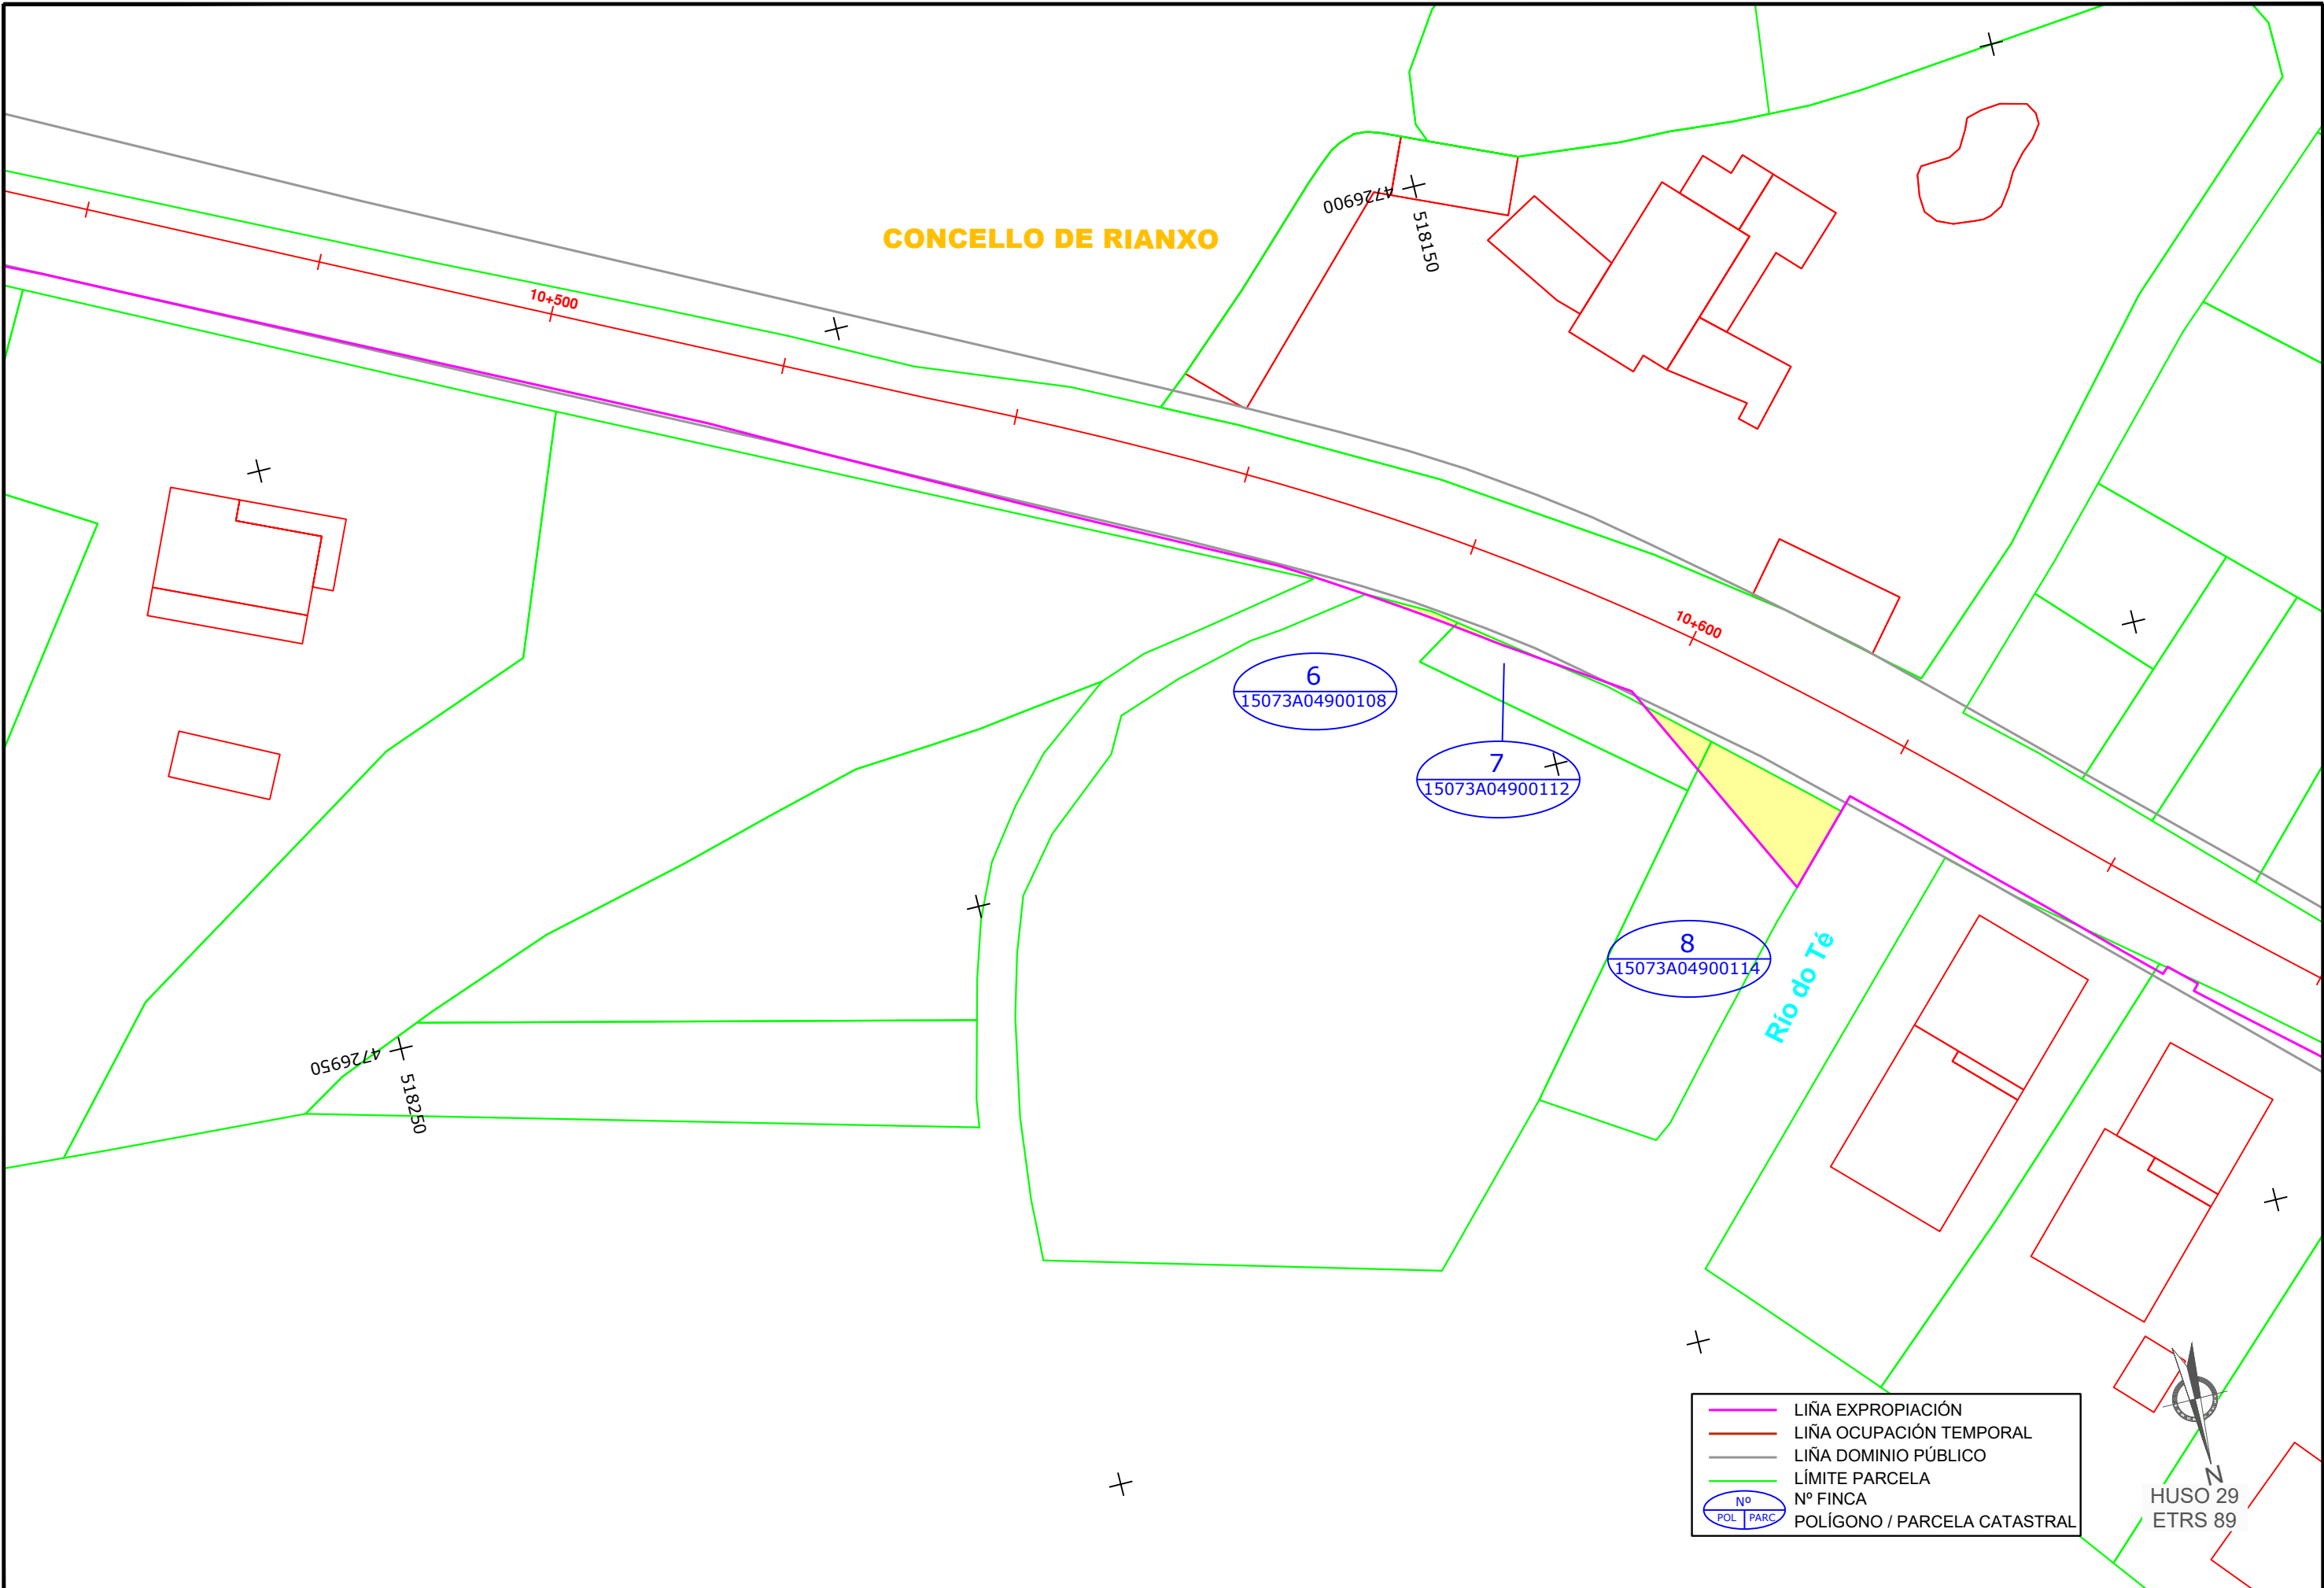 4726900
518150
CONCELLO DE RIANXO
10+500
10+600
6
15073A04900108
7
15073A04900112
8
15073A04900114
Río do Té
4726950
518250
LIÑA EXPROPIACIÓN
LIÑA OCUPACIÓN TEMPORAL
LIÑA DOMINIO PÚBLICO
LÍMITE PARCELA
Nº
Nº FINCA
POL PARC
POLÍGONO / PARCELA CATASTRAL
N
HUSO 29
ETRS 89